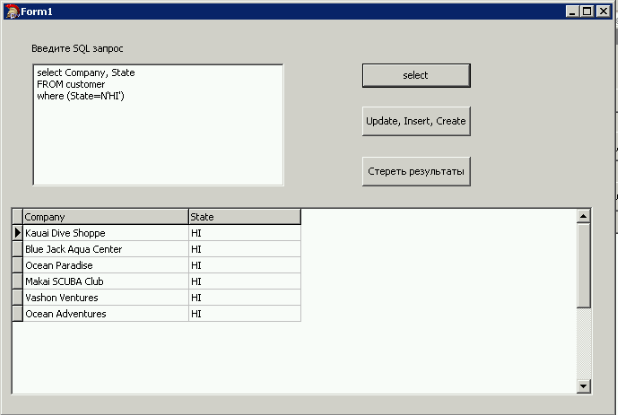 Form1
Введите SQL запрос
select Company, State
FROM customer
where (State=N'HI')
select
Update, Insert, Create
Стереть результаты
Company State
Kauai Dive Shoppe HI
Blue Jack Aqua Center HI
Ocean Paradise HI
Makai SCUBA Club HI
Vashon Ventures HI
Ocean Adventures HI